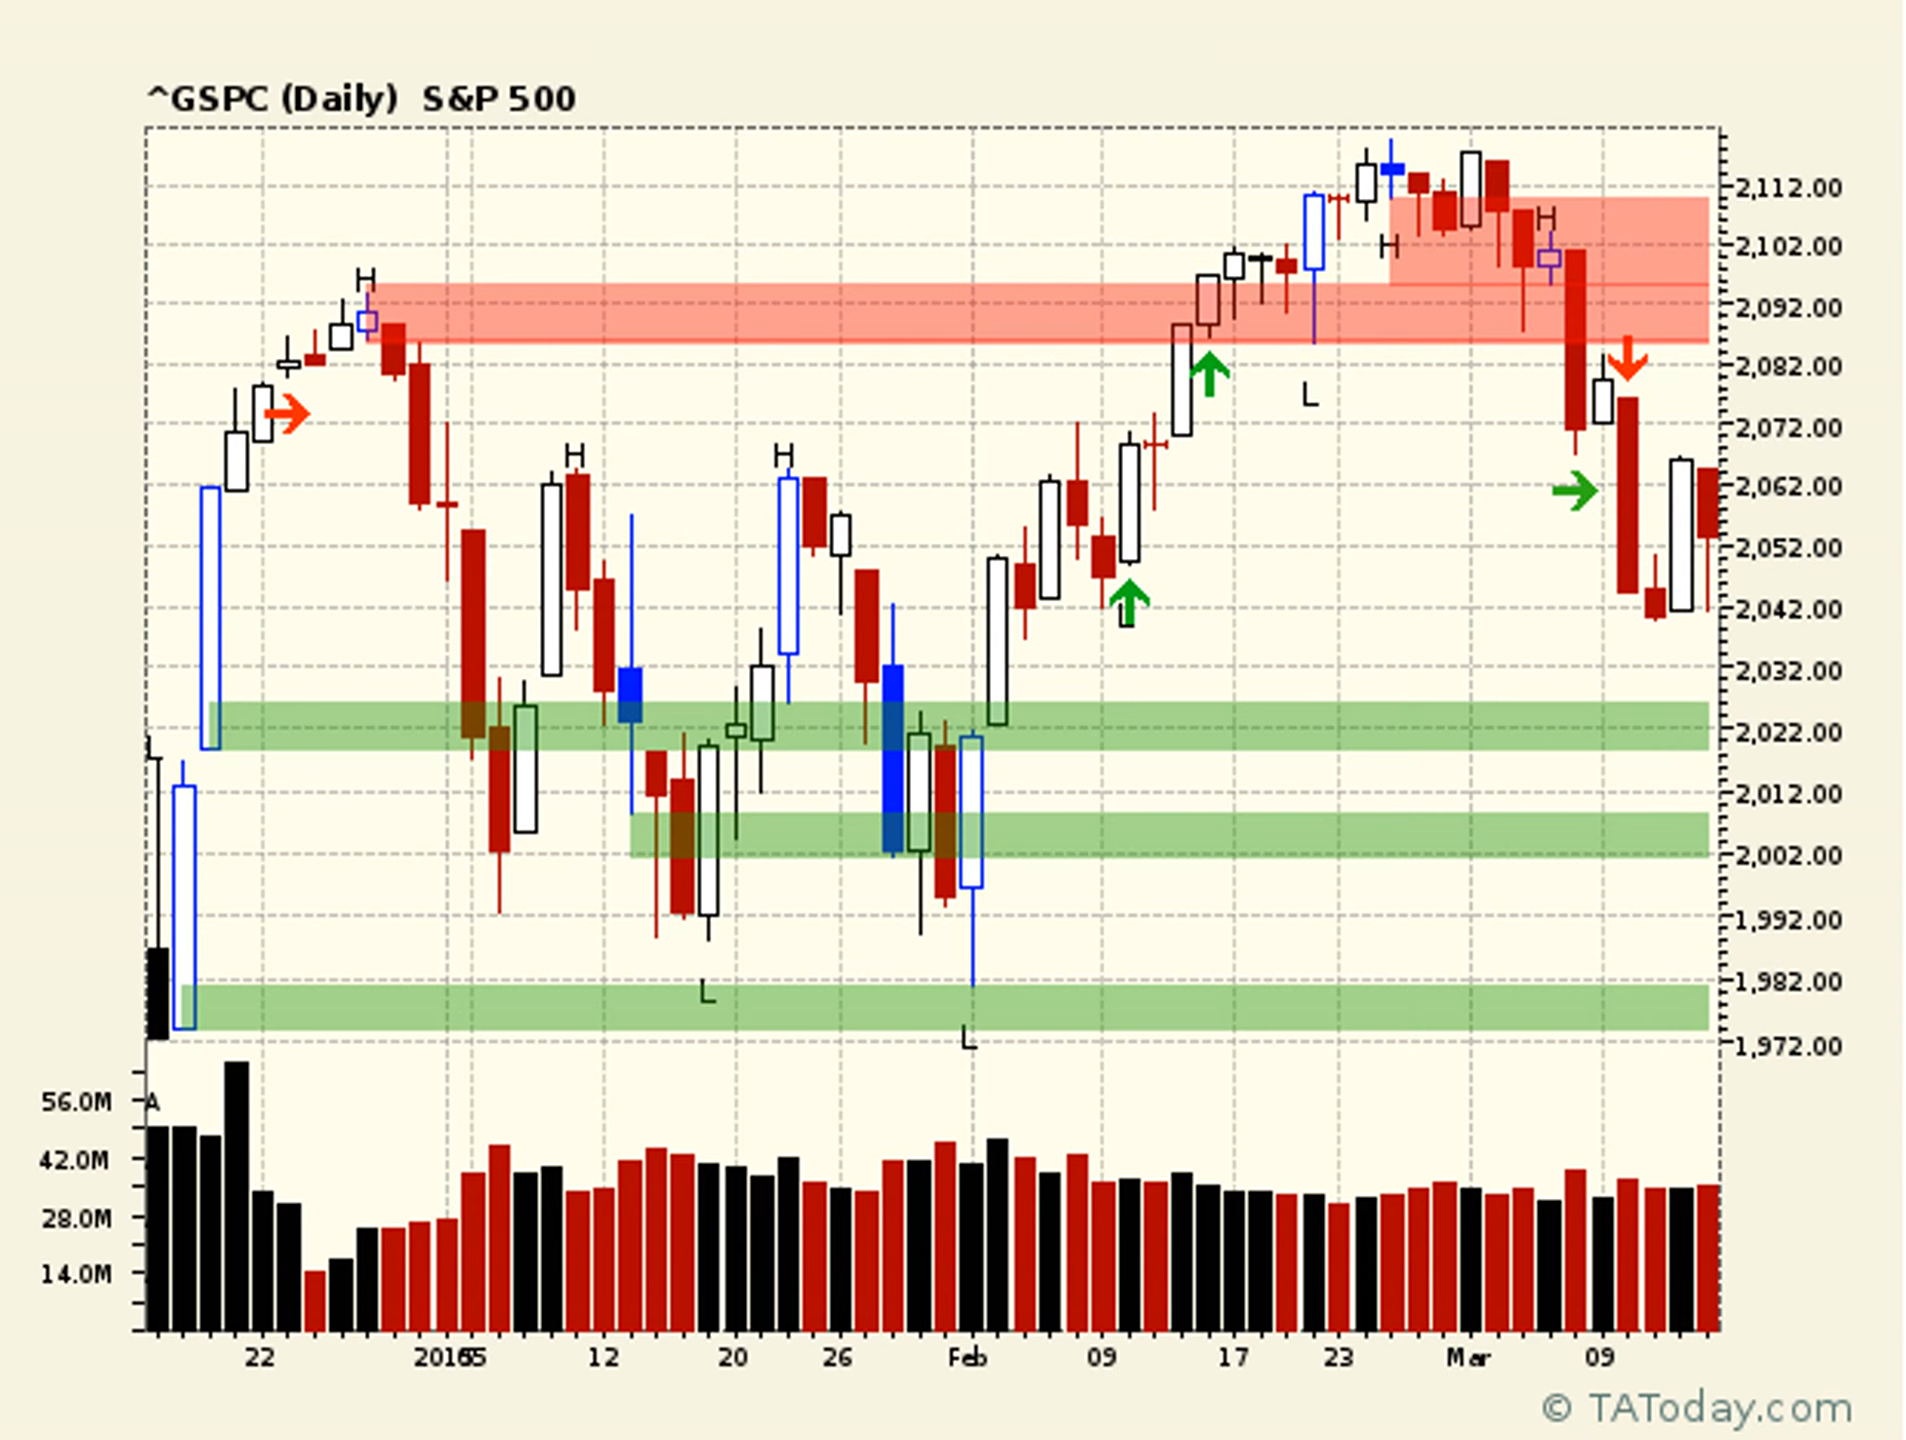 ^GSPC (Daily) S&P 500
H
2,112.00
H
2,102.00
H
H
2,092.00
2,082.00
L
2,072.00
H
H
2,062.00
2,052.00
2,042.00
L
2,032.00
2,022.00
2,012.00
2,002.00
1,992.00
1,982.00
L
L
1,972.00
56.0M
A
42.0M
28.0M
14.0M
22 2015 12 20 26 Feb 09 17 23 Mar 09
© TAToday.com